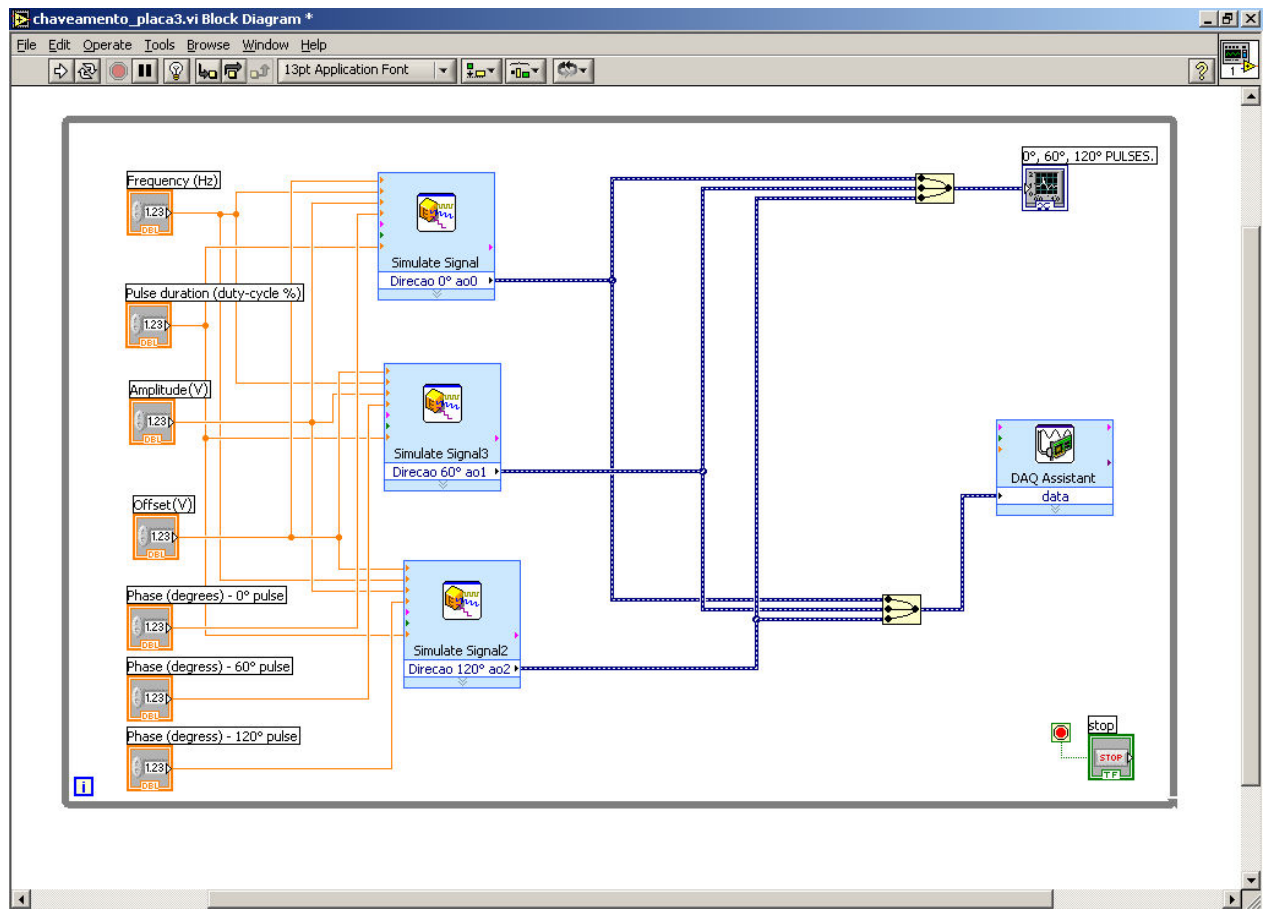 chaveamento_placa3.vi Block Diagram *
File Edit Operate Tools Browse Window Help
13pt Application Font
?
1
0°, 60°, 120° PULSES.
Frequency (Hz)
1.23
DBL
Simulate Signal
Direcao 0° ao0
Pulse duration (duty-cycle %)
1.23
DBL
Amplitude(V)
1.23
DBL
Simulate Signal3
Direcao 60° ao1
DAQ Assistant
data
Offset(V)
1.23
DBL
Phase (degrees) - 0° pulse
1.23
DBL
Simulate Signal2
Direcao 120° ao2
Phase (degress) - 60° pulse
1.23
DBL
Phase (degress) - 120° pulse
1.23
DBL
stop
STOP
TF
i